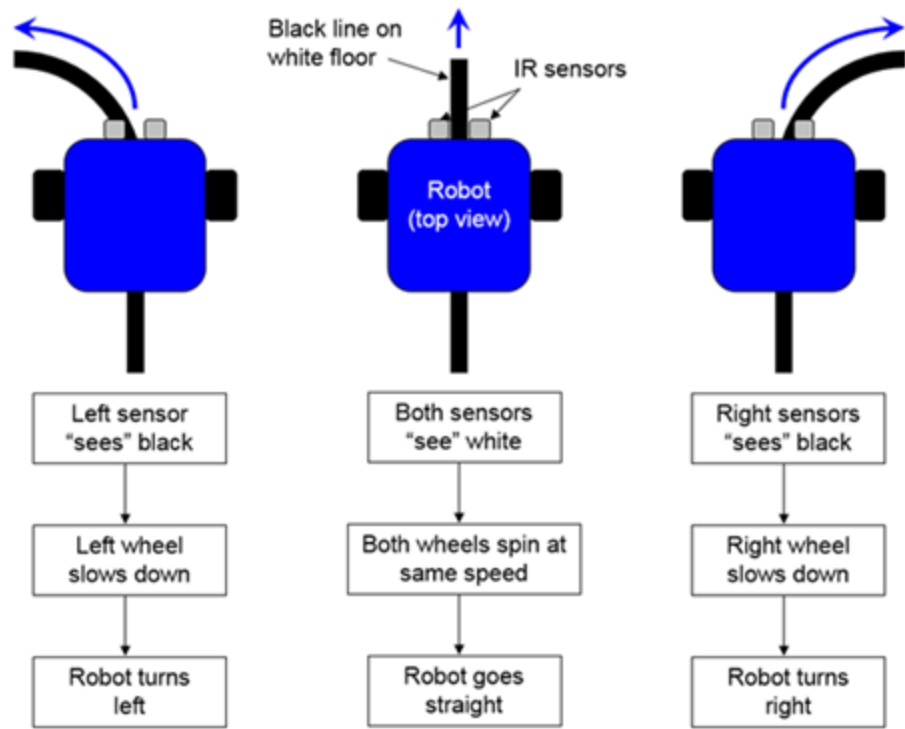 Black line on
white floor
IR sensors
Robot
(top view)
Left sensor
“sees” black
Left wheel
slows down
Robot turns
left
Both sensors
“see” white
Both wheels spin at
same speed
Robot goes
straight
Right sensors
“sees” black
Right wheel
slows down
Robot turns
right